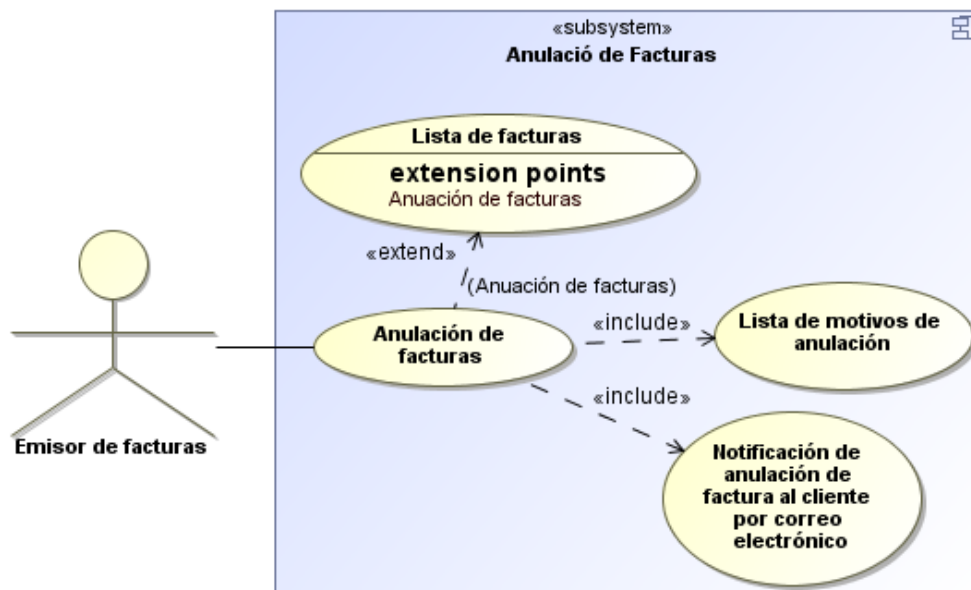 «subsystem»
Anulació de Facturas
Lista de facturas
extension points
Anuación de facturas
«extend»
(Anuación de facturas)
Anulación de
facturas
«include»
Lista de motivos de
anulación
«include»
Notificación de
anulación de
factura al cliente
por correo
electrónico
Emisor de facturas